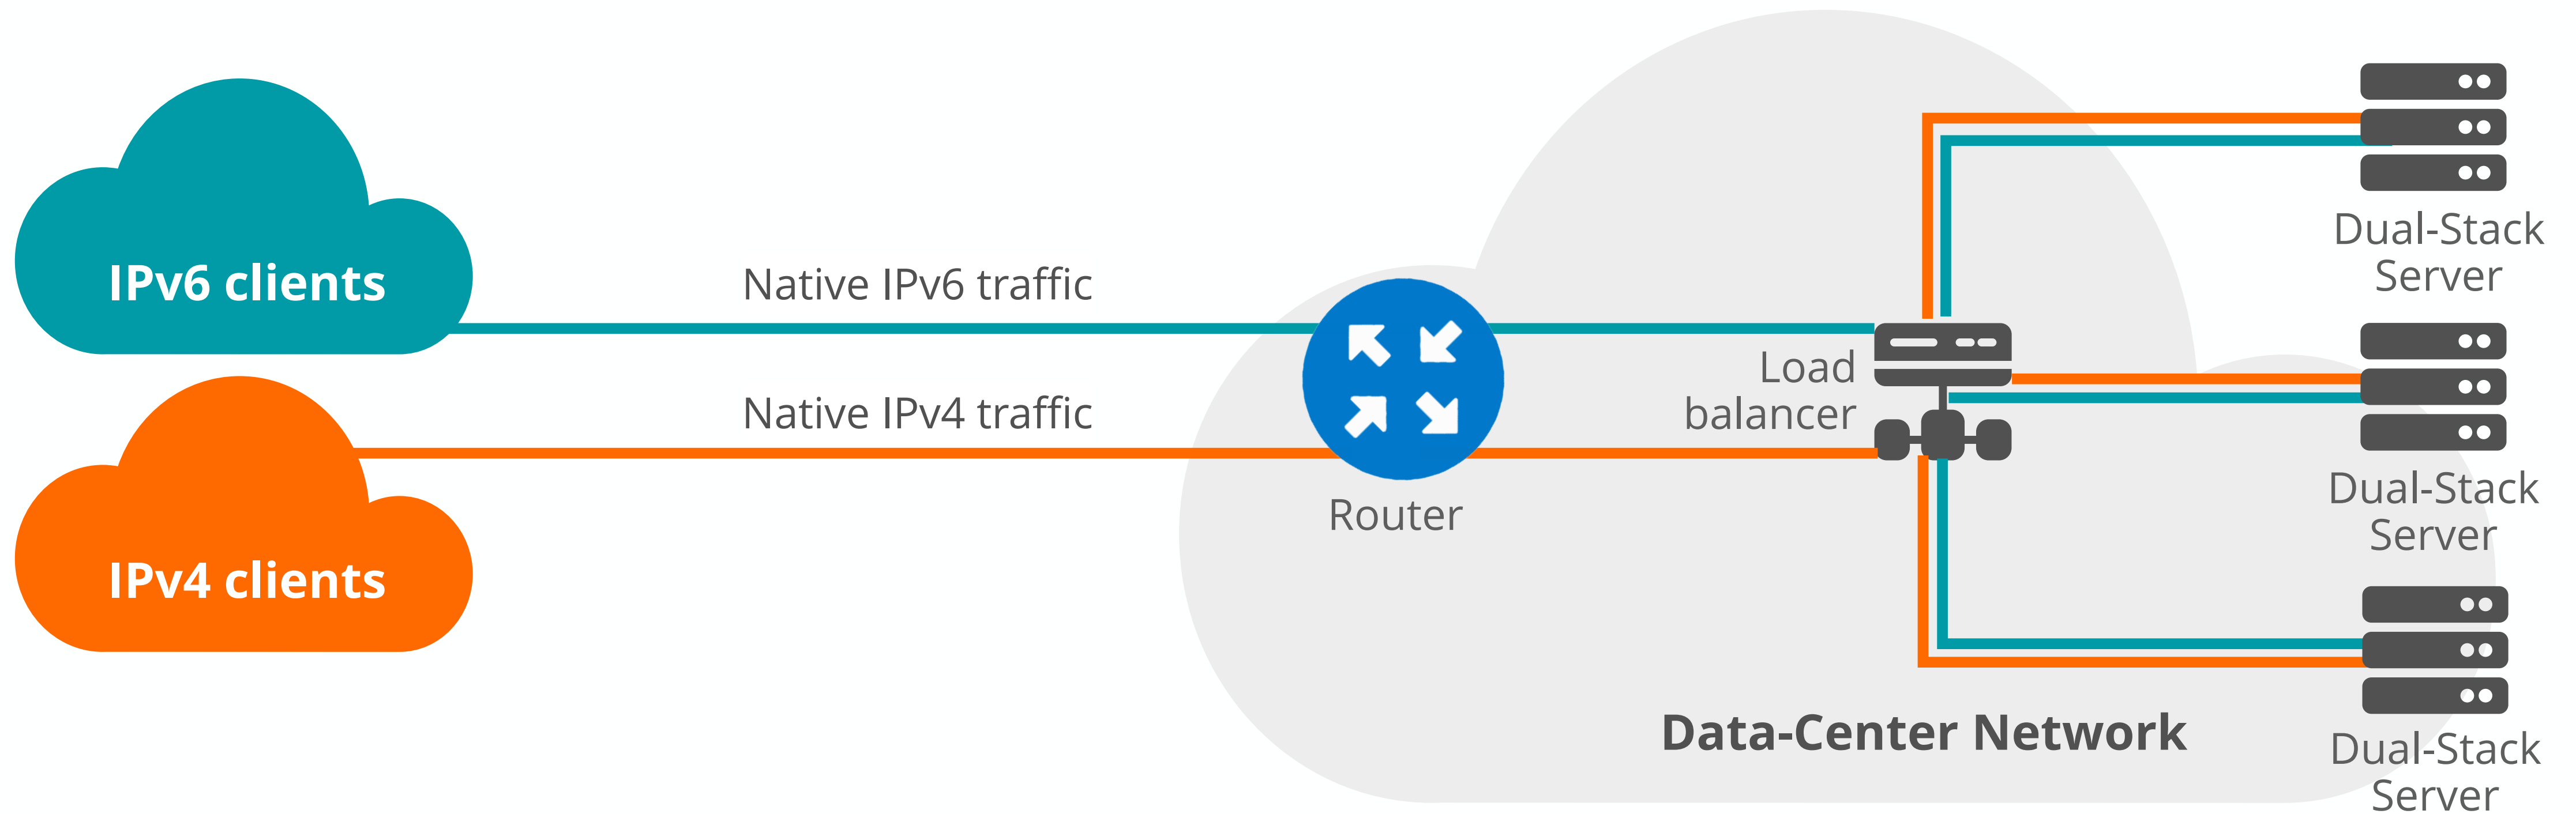 IPv6 clients
Native IPv6 traffic
Native IPv4 traffic
IPv4 clients
Router
Load
balancer
Dual-Stack
Server
Dual-Stack
Server
Dual-Stack
Server
Data-Center Network